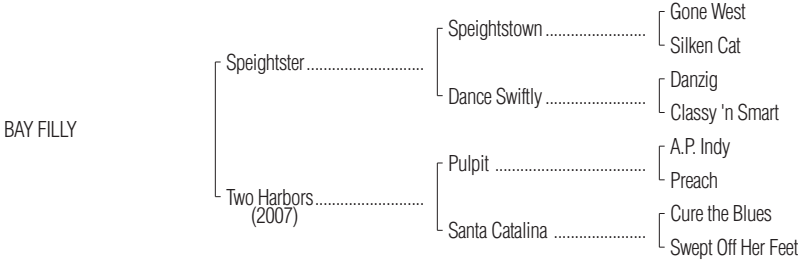 Gone West
Speightstown ........................
Silken Cat
Speightster ............................
Danzig
Dance Swiftly ........................
Classy 'n Smart
BAY FILLY
A.P. Indy
Pulpit ....................................
Preach
Two Harbors ..........................
(2007)
Cure the Blues
Santa Catalina ......................
Swept Off Her Feet